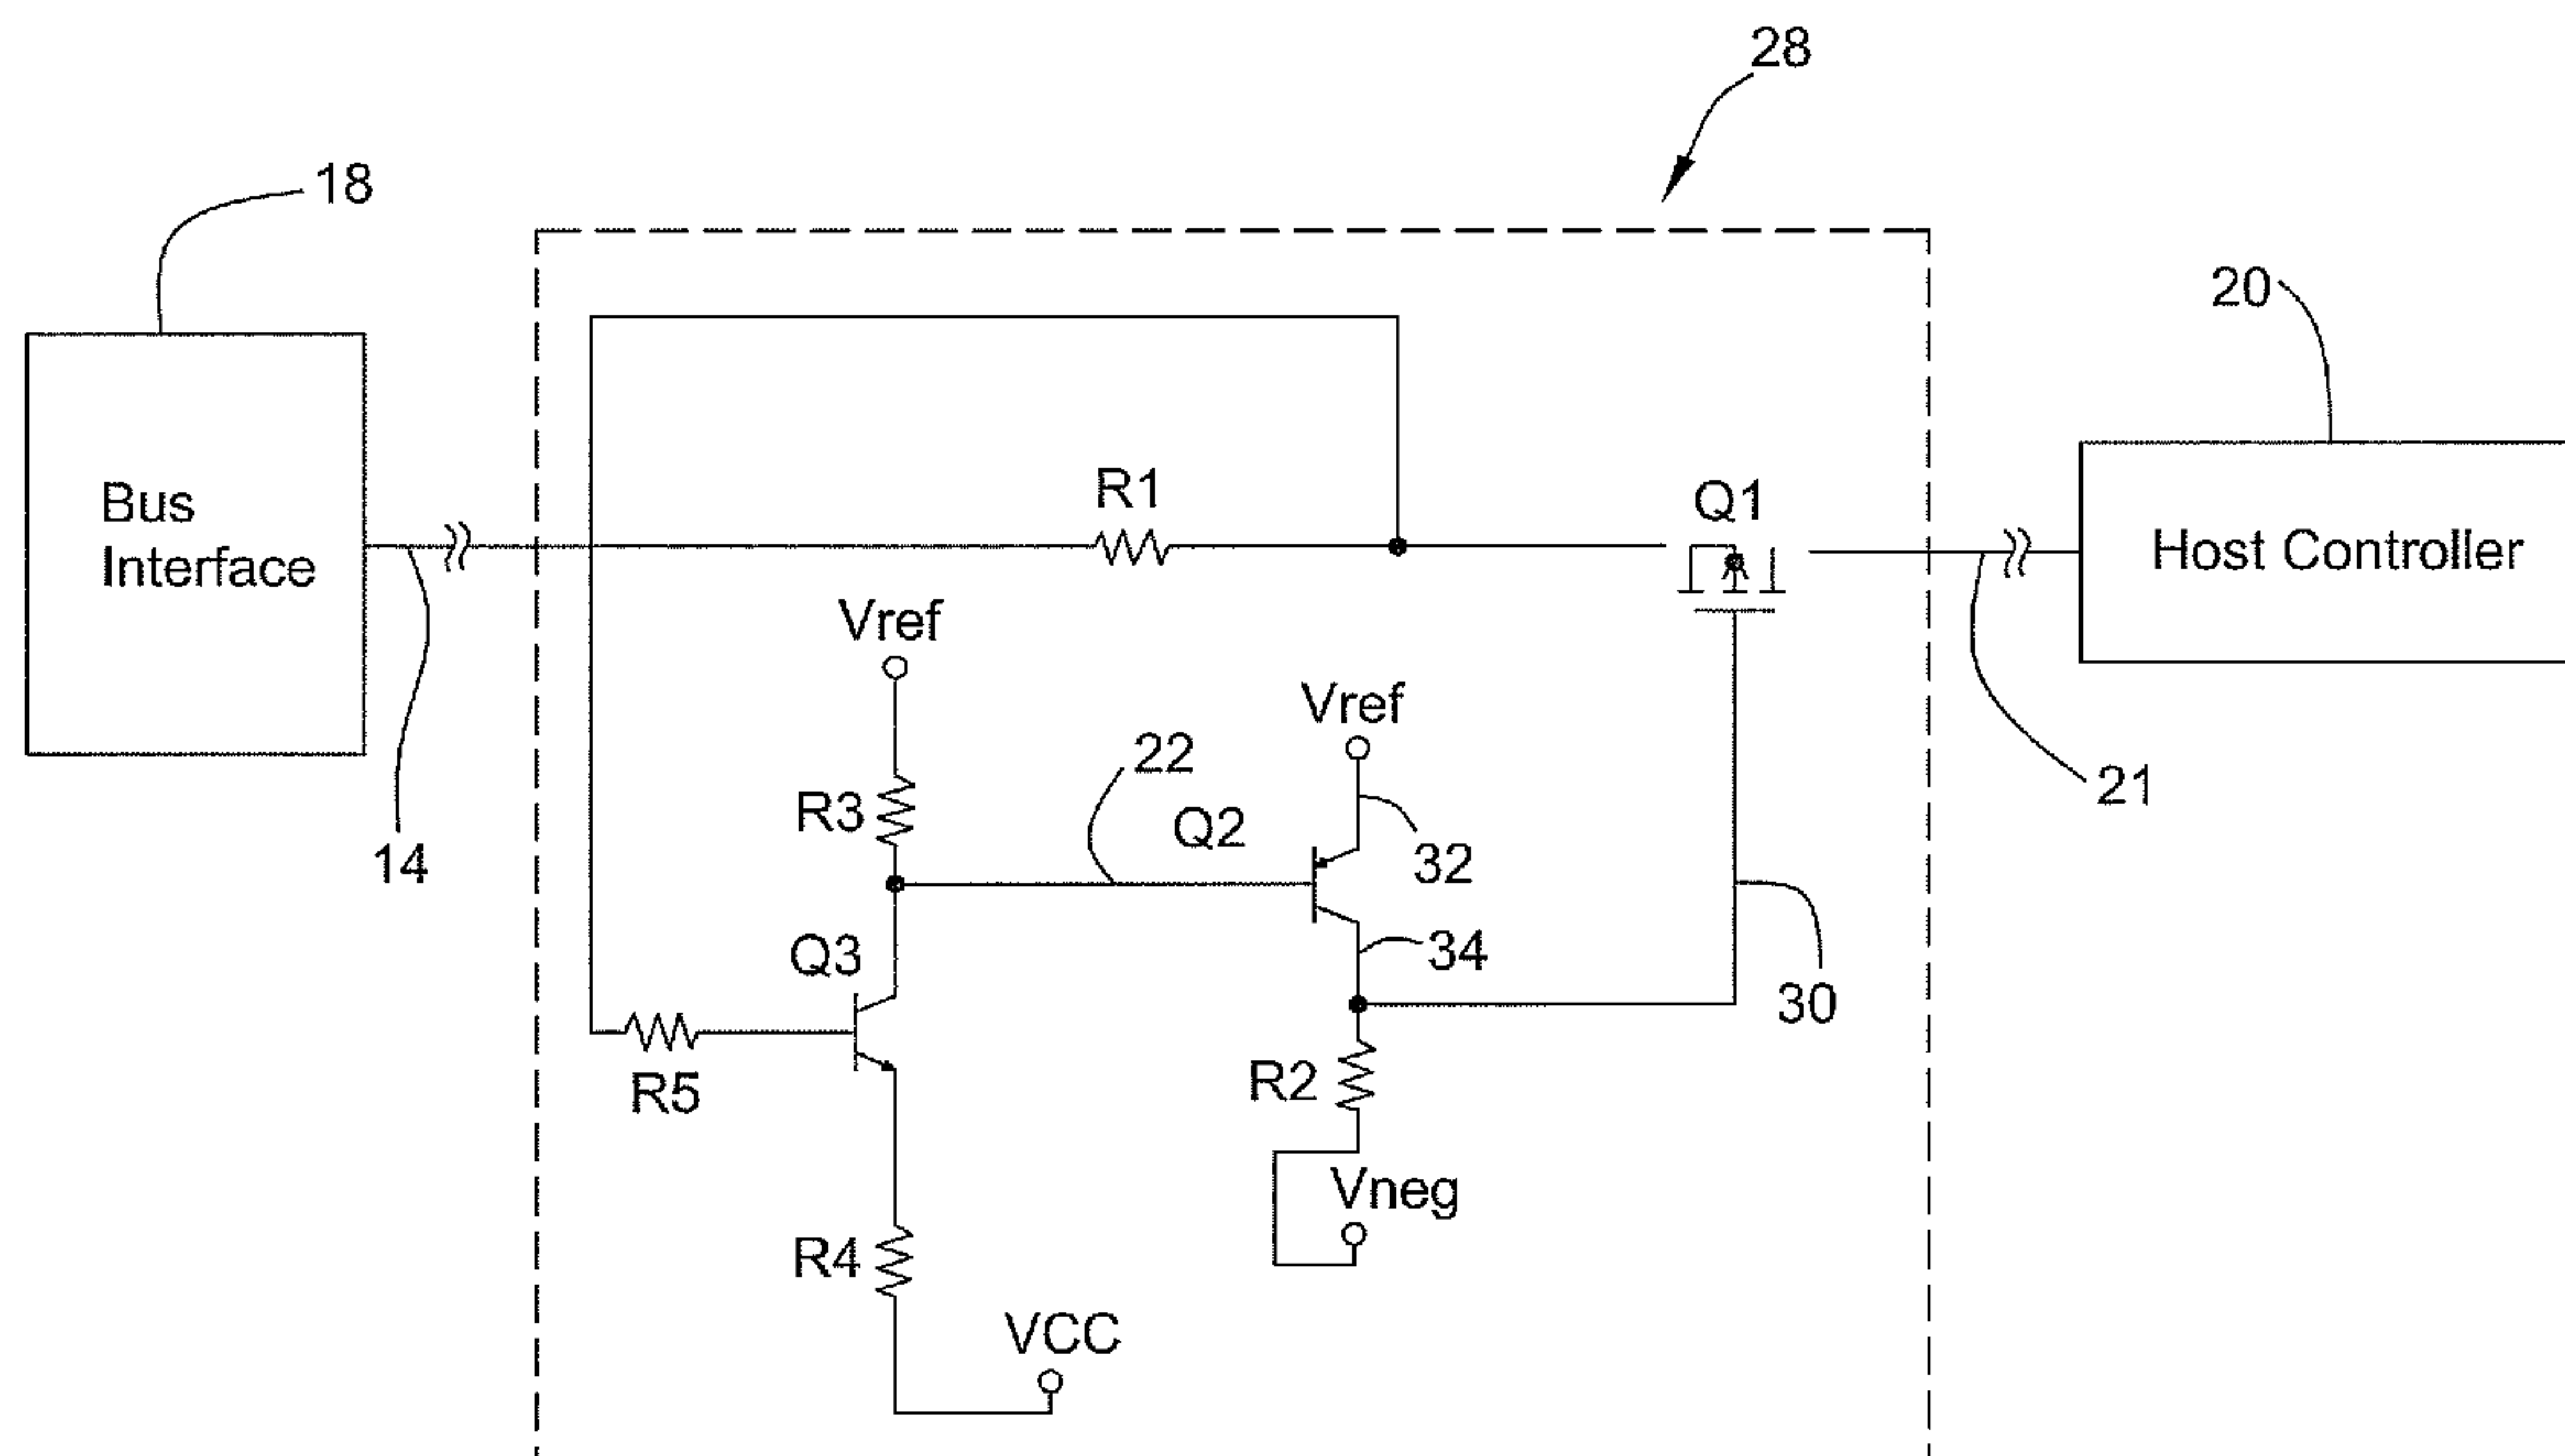 28
18
20
Bus
Interface
R1
Q1
Host Controller
Vref
Vref
22
R3
Q2
32
21
14
Q3
34
30
R5
R2
Vneg
R4
VCC